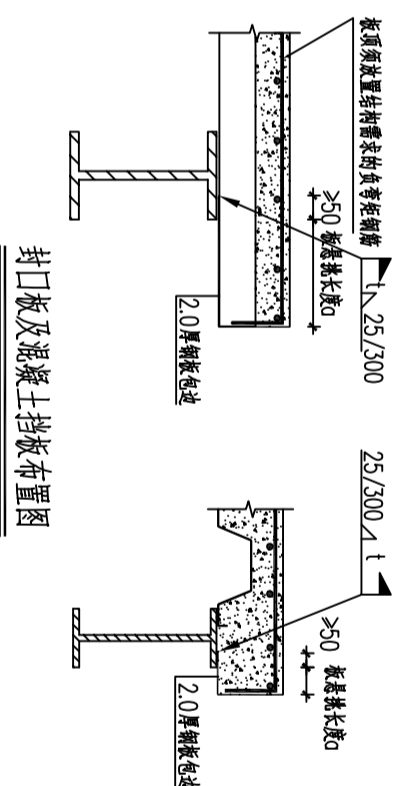 板顶须放置结构需求的负弯矩钢筋
≥50 板悬挑长度a
t 25/300
2.0厚钢板包边
25/300 t
≥50 板悬挑长度a
2.0厚钢板包边
封口板及混凝土挡板布置图